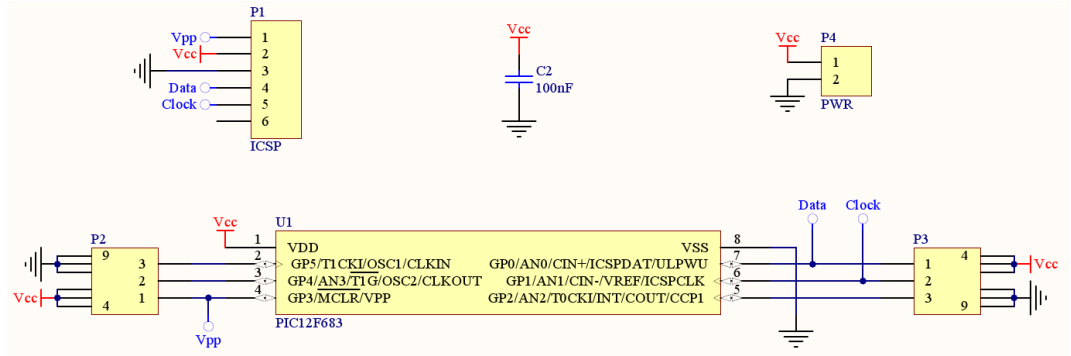 P1
Vpp 1
Vcc 2
3
Data 4
Clock 5
6
ICSP
Vcc
C2
100nF
Vcc P4
1
2
PWR
P2
9
3
2
1
Vcc
4
Vcc
U1
1 VDD VSS 8
2 GP5/T1CKI/OSC1/CLKIN GP0/AN0/CIN+/ICSPDAT/ULPWU 7
3 GP4/AN3/T1G/OSC2/CLKOUT GP1/AN1/CIN-/VREF/ICSPCLK 6
4 GP3/MCLR/VPP GP2/AN2/T0CKI/INT/COUT/CCP1 5
PIC12F683
Vpp
Data Clock
P3
4
1
2
3
9
Vcc